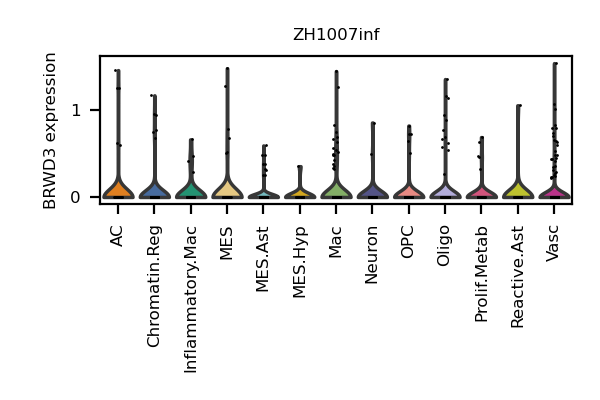 ZH1007inf
BRWD3 expression
1
0
AC
Chromatin.Reg
Inflammatory.Mac
MES
MES.Ast
MES.Hyp
Mac
Neuron
OPC
Oligo
Prolif.Metab
Reactive.Ast
Vasc